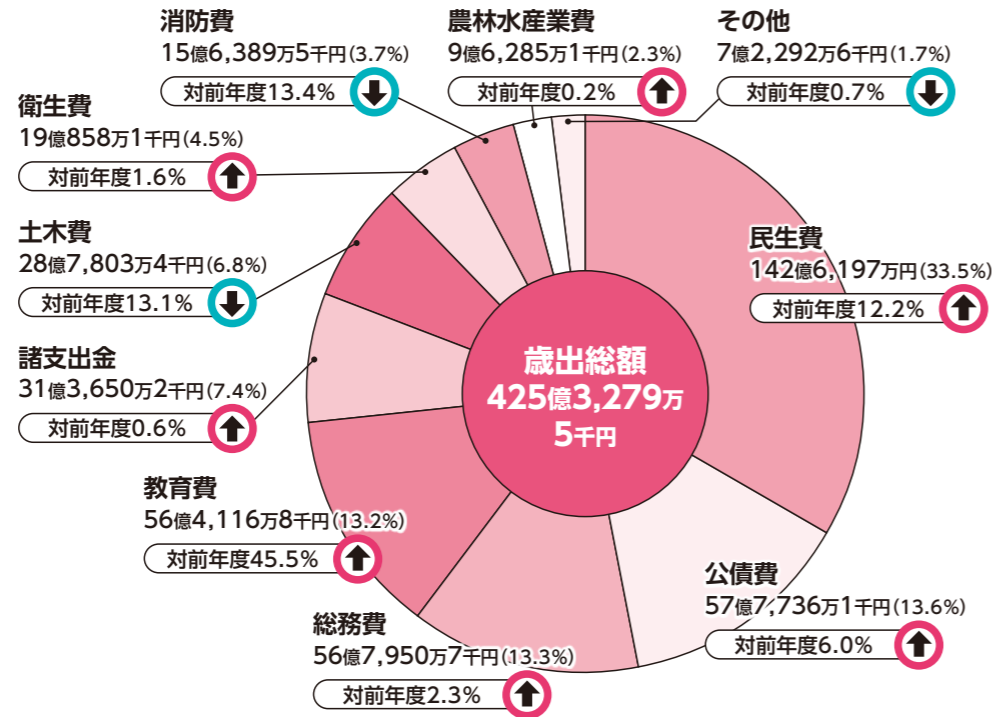 消防費
15億6,389万5千円(3.7%)
対前年度13.4%
農林水産業費
9億6,285万1千円(2.3%)
対前年度0.2%
その他
7億2,292万6千円(1.7%)
対前年度0.7%
衛生費
19億858万1千円(4.5%)
対前年度1.6%
土木費
28億7,803万4千円(6.8%)
対前年度13.1%
諸支出金
31億3,650万2千円(7.4%)
対前年度0.6%
教育費
56億4,116万8千円(13.2%)
対前年度45.5%
総務費
56億7,950万7千円(13.3%)
対前年度2.3%
公債費
57億7,736万1千円(13.6%)
対前年度6.0%
民生費
142億6,197万円(33.5%)
対前年度12.2%
歳出総額
425億3,279万
5千円